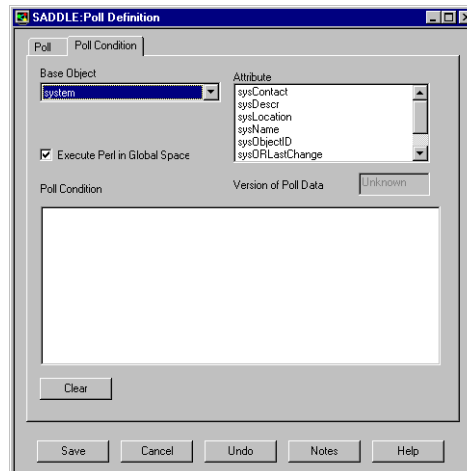 SADDLE:Poll Definition
Poll
Poll Condition
Base Object
system
Attribute
sysContact
sysDescr
sysLocation
sysName
sysObjectID
sysORLastChange
Execute Perl in Global Space
Poll Condition
Version of Poll Data
Unknown
Clear
Save
Cancel
Undo
Notes
Help